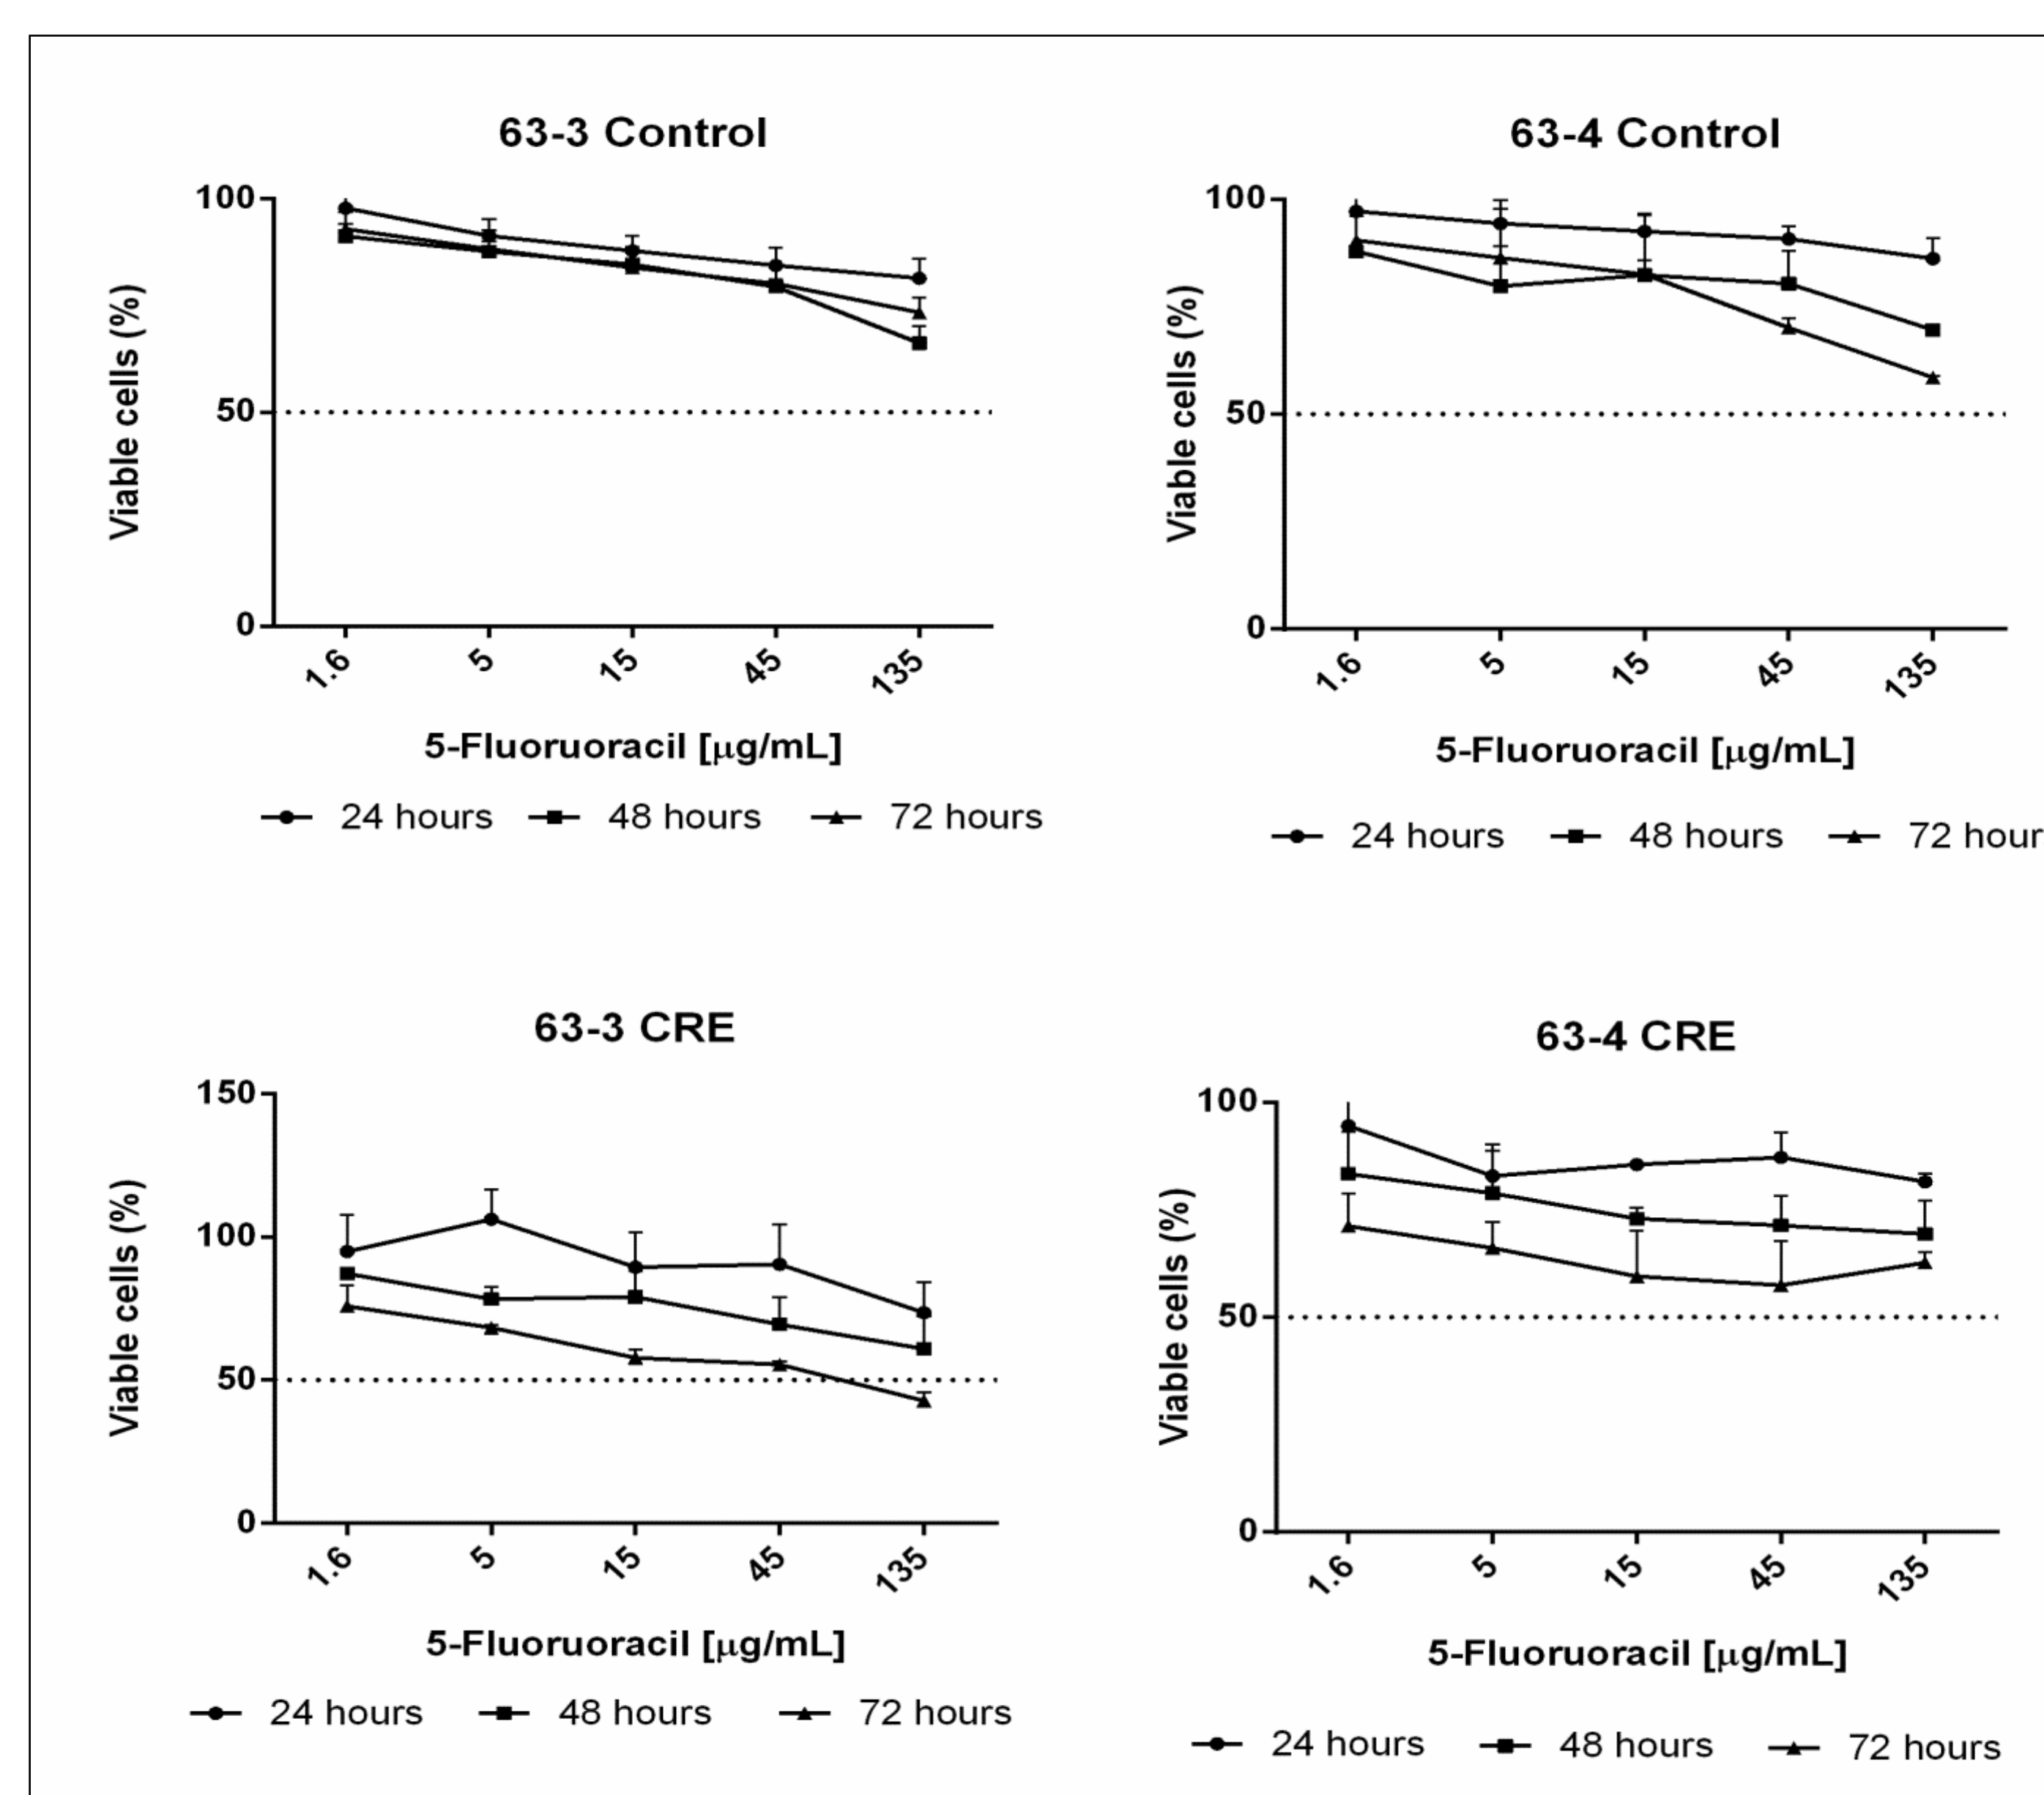 63-3 Control
100
50
0
Viable cells (%)
1.6 5 15 45 135
5-Fluoruoracil [µg/mL]
24 hours 48 hours 72 hours
63-4 Control
100
50
0
Viable cells (%)
1.6 5 15 45 135
5-Fluoruoracil [µg/mL]
24 hours 48 hours 72 hour
63-3 CRE
150
100
50
0
Viable cells (%)
1.6 5 15 45 135
5-Fluoruoracil [µg/mL]
24 hours 48 hours 72 hours
63-4 CRE
100
50
0
Viable cells (%)
1.6 5 15 45 135
5-Fluoruoracil [µg/mL]
24 hours 48 hours 72 hours